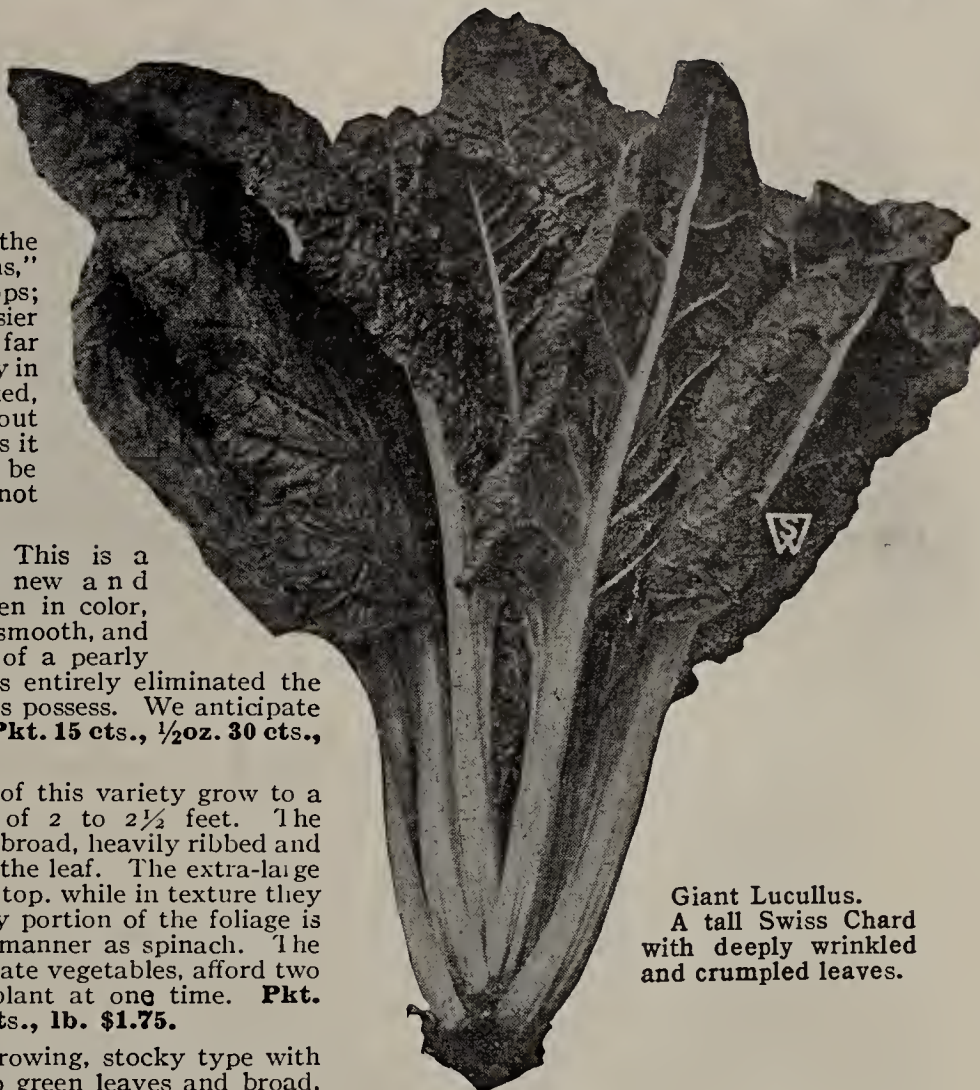 the
ns,"
ps;
sier
far
y in
ed,
out
s it
be
not
This is a
new and
en in color,
smooth, and
of a pearly
s entirely eliminated the
s possess. We anticipate
Pkt. 15 cts., ½oz. 30 cts.,
of this variety grow to a
of 2 to 2½ feet. The
broad, heavily ribbed and
the leaf. The extra-large
top. while in texture they
y portion of the foliage is
manner as spinach. The
ate vegetables, afford two
plant at one time. Pkt.
ts., lb. $1.75.
rowing, stocky type with
green leaves and broad,
Giant Lucullus.
A tall Swiss Chard
with deeply wrinkled
and crumpled leaves.